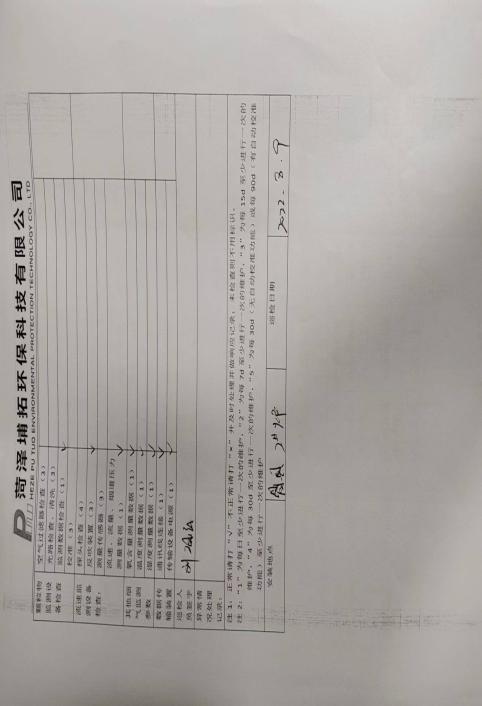 菏泽埔拓环保科技有限公司
HEZE PU TUO ENVIRONMENTAL PROTECTION TECHNOLOGY CO., LTD
颗粒物监测设备检查
空气过滤器检查(3)
光路检查、清洗(3)
监测数据检查(1) ✓
校准(3)
流速监测设备检查:
探头检查(4)
反吹装置(3) ✓
测量传感器(3)
流速、流量、烟道压力测量数据(1) ✓
其他烟气监测参数
氧含量测量数据(1) ✓
温度测量数据(1) ✓
湿度测量数据(1) ✓
数据传输装置
通讯线连接(1) ✓
传输设备电源(1) ✓
巡检人员签字
异常情况处理记录:
注1:正常请打“√”不正常请打“×”并及时处理并做响应记录;未检查则不用标识。
注2:“1”为每日至少进行一次的维护,“2”为每7d至少进行一次的维护,“3”为每15d至少进行一次的
维护,“4”为每30d至少进行一次的维护,“5”为每30d(无自动校准功能)或每90d(有自动校准
功能)至少进行一次的维护
安装地点
巡检日期
2022.3.9